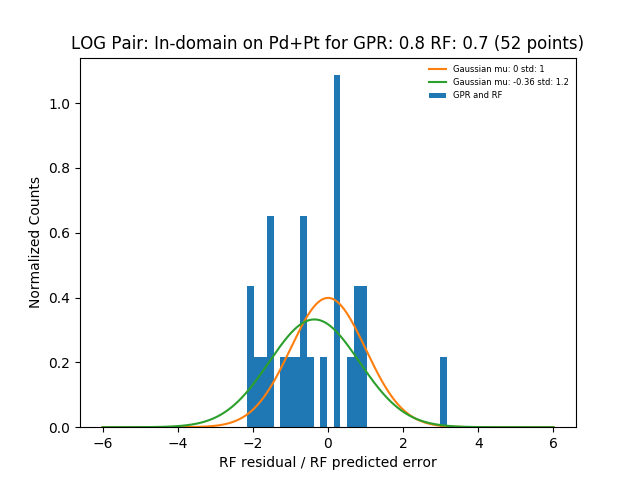 LOG Pair: In-domain on Pd+Pt for GPR: 0.8 RF: 0.7 (52 points)
Gaussian mu: 0 std: 1
Gaussian mu: -0.36 std: 1.2
GPR and RF
Normalized Counts
1.0
0.8
0.6
0.4
0.2
0.0
−6 −4 −2 0 2 4 6
RF residual / RF predicted error